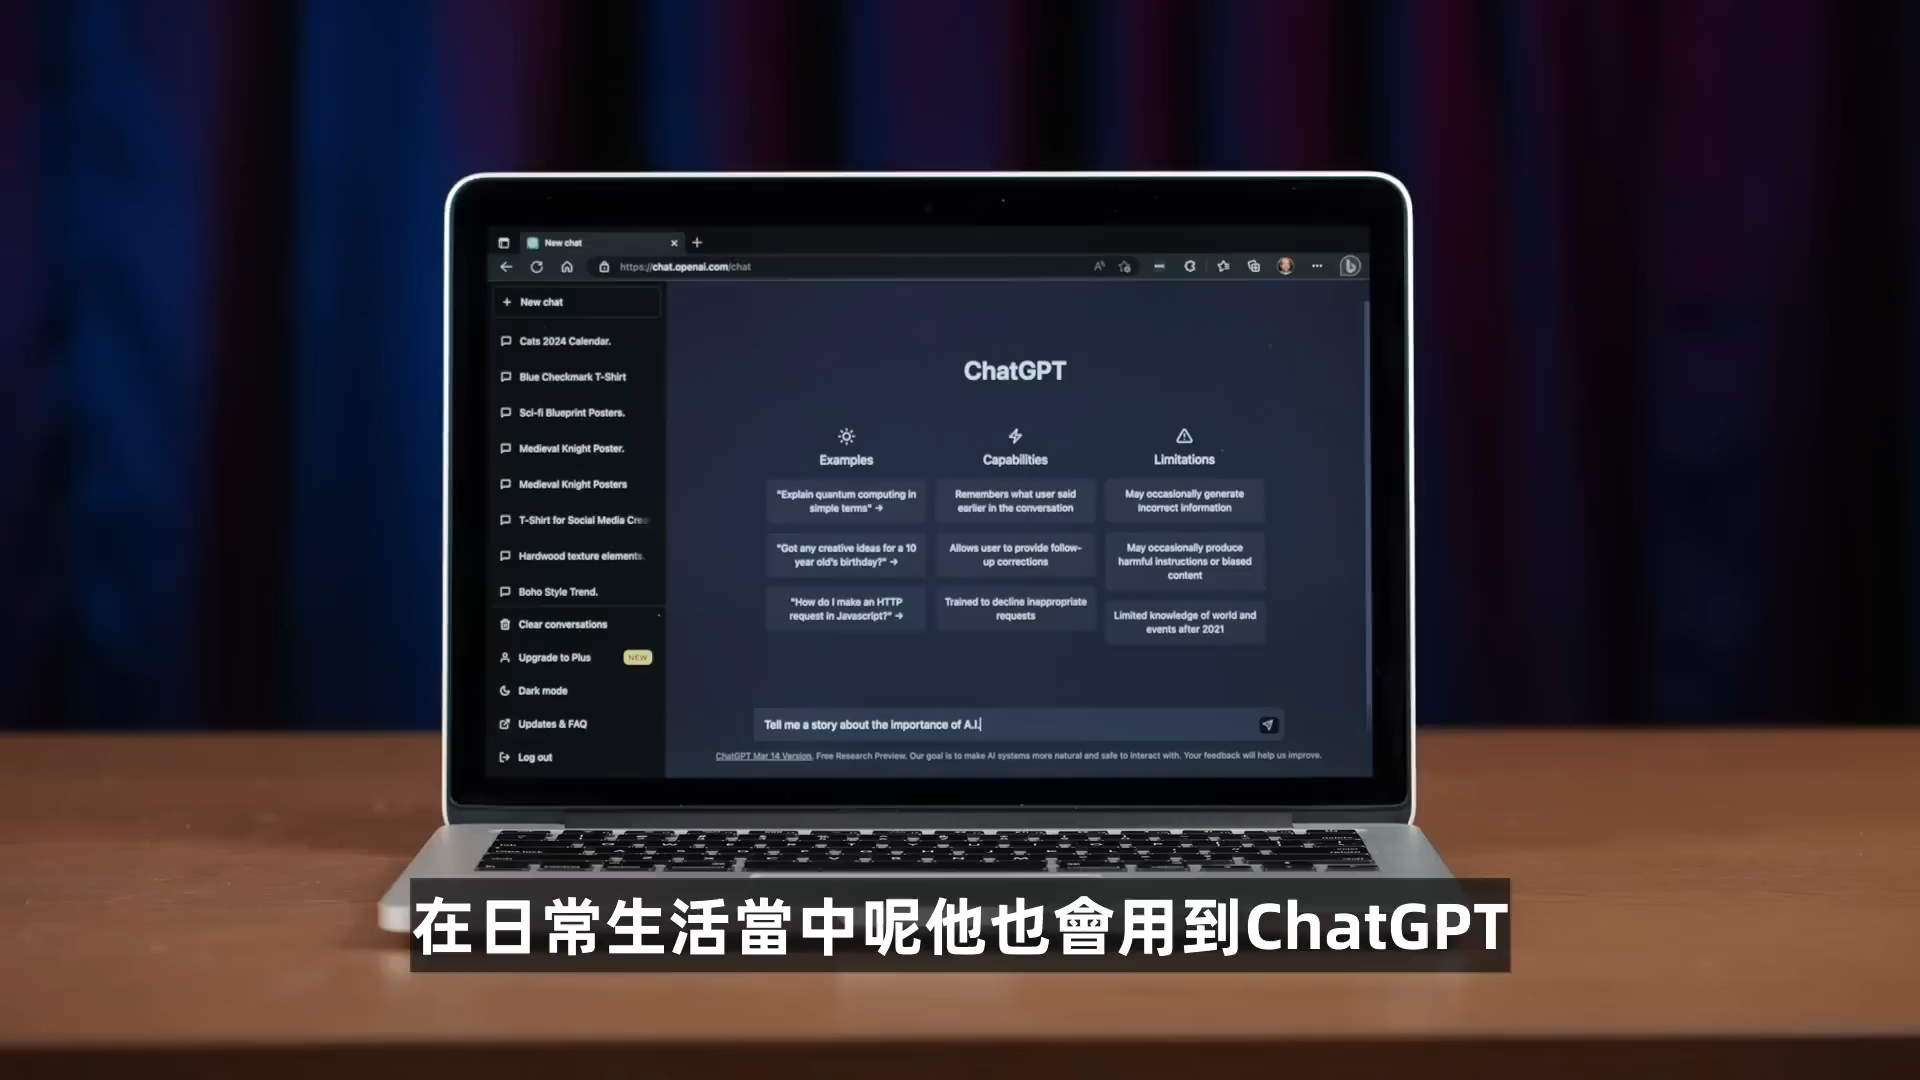 New chat
https://chat.openai.com/chat
New chat
Cats 2024 Calendar.
Blue Checkmark T-Shirt
Sci-fi Blueprint Posters.
Medieval Knight Poster.
Medieval Knight Posters
T-Shirt for Social Media Crea
Hardwood texture elements.
Boho Style Trend.
Clear conversations
Upgrade to Plus
NEW
Dark mode
Updates & FAQ
Log out
ChatGPT
Examples
"Explain quantum computing in
simple terms" →
"Got any creative ideas for a 10
year old's birthday?" →
"How do I make an HTTP
request in Javascript?" →
Capabilities
Remembers what user said
earlier in the conversation
Allows user to provide follow-
up corrections
Trained to decline inappropriate
requests
Limitations
May occasionally generate
incorrect information
May occasionally produce
harmful instructions or biased
content
Limited knowledge of world and
events after 2021
Tell me a story about the importance of A.I.
ChatGPT Mar 14 Version. Free Research Preview. Our goal is to make AI systems more natural and safe to interact with. Your feedback will help us improve.
在日常生活當中呢他也會用到ChatGPT